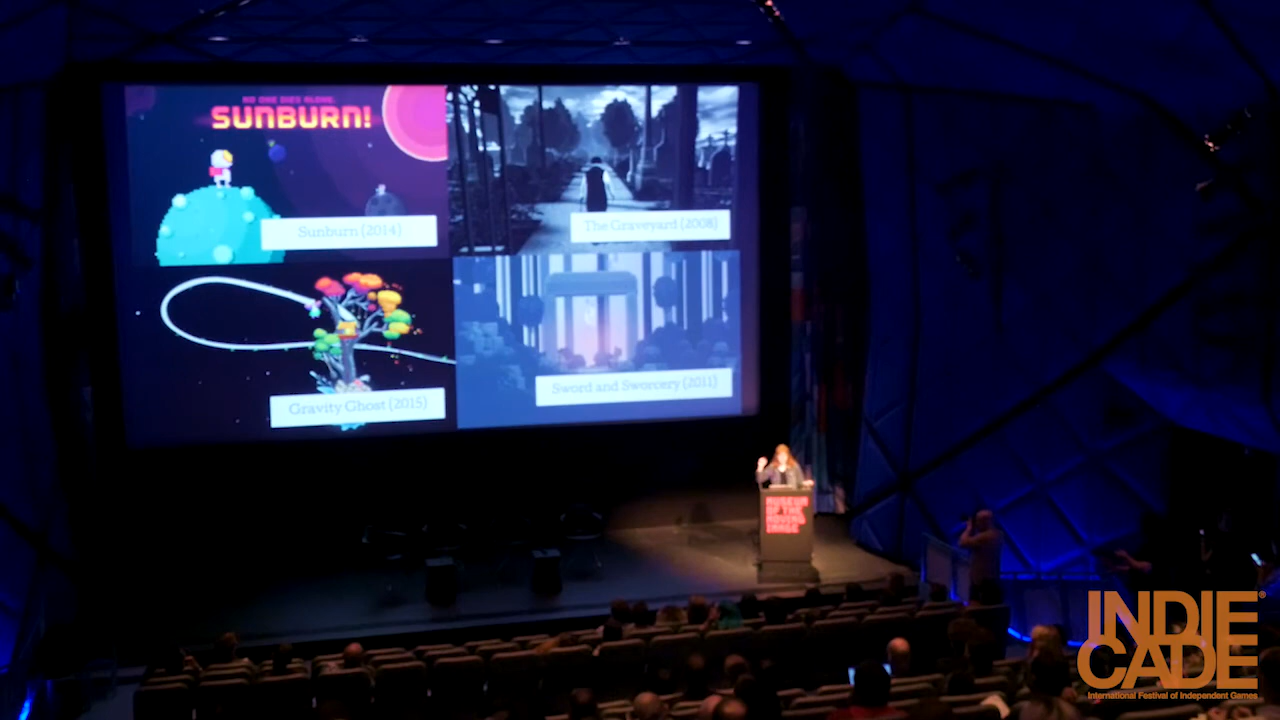 NO ONE DIES ALONE.
SUNBURN!
Sunburn (2014)
The Graveyard (2008)
Gravity Ghost (2015)
Sword and Sworcery (2011)
MUSEUM
OF THE
MOVING
IMAGE
INDIE
CADE®
International Festival of Independent Games